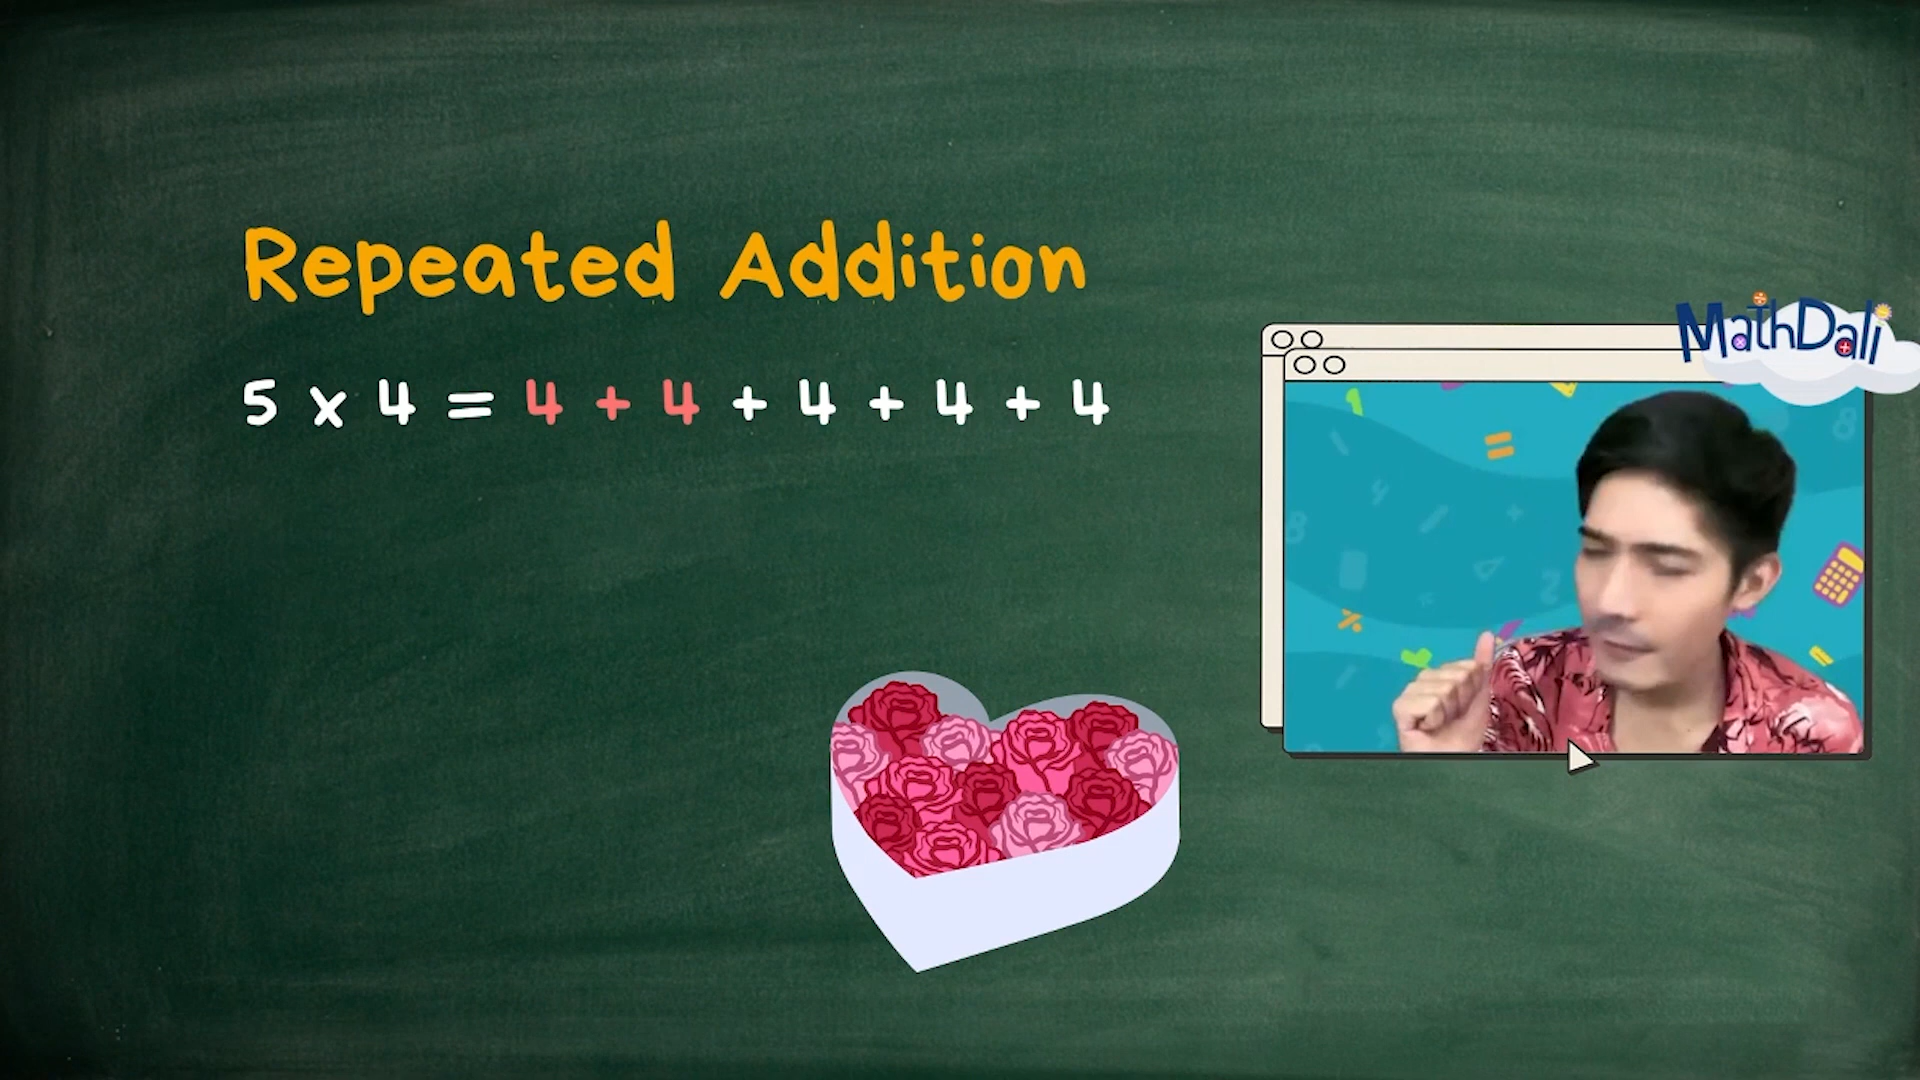 Repeated Addition
5 x 4 = 4 + 4 + 4 + 4 + 4
MathDali